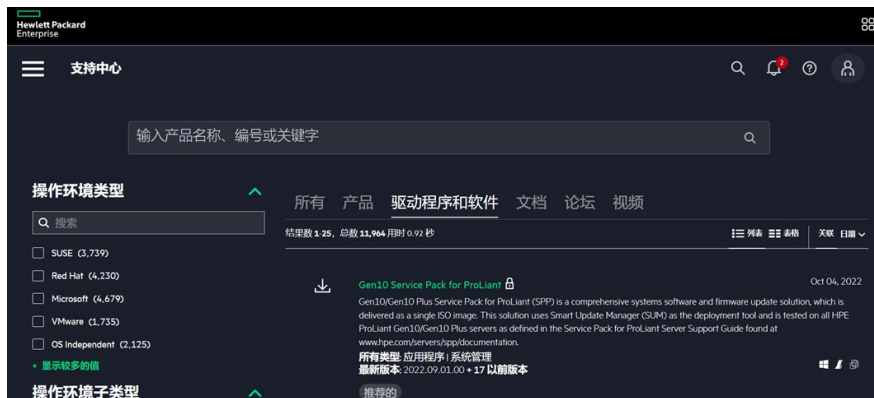 Hewlett Packard
Enterprise
支持中心
2
输入产品名称、编号或关键字
操作环境类型
搜索
SUSE (3,739)
Red Hat (4,230)
Microsoft (4,679)
VMware (1,735)
OS Independent (2,125)
+ 显示较多的值
操作环境子类型
所有 产品 驱动程序和软件 文档 论坛 视频
结果数 1-25, 总数 11,964 用时 0.92 秒
列表 表格 关联 日期
Gen10 Service Pack for ProLiant
Oct 04, 2022
Gen10/Gen10 Plus Service Pack for ProLiant (SPP) is a comprehensive systems software and firmware update solution, which is
delivered as a single ISO image. This solution uses Smart Update Manager (SUM) as the deployment tool and is tested on all HPE
ProLiant Gen10/Gen10 Plus servers as defined in the Service Pack for ProLiant Server Support Guide found at
www.hpe.com/servers/spp/documentation.
所有类型: 应用程序 | 系统管理
最新版本: 2022.09.01.00 + 17 以前版本
推荐的